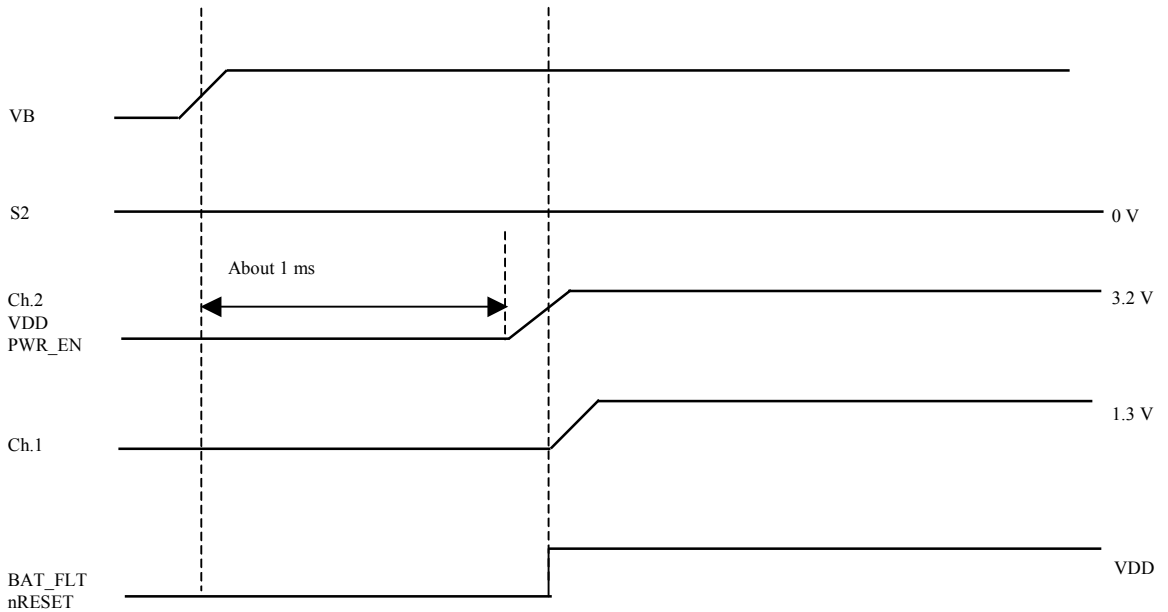 VB
S2
0 V
About 1 ms
Ch.2
VDD
PWR_EN
3.2 V
Ch.1
1.3 V
BAT_FLT
nRESET
VDD